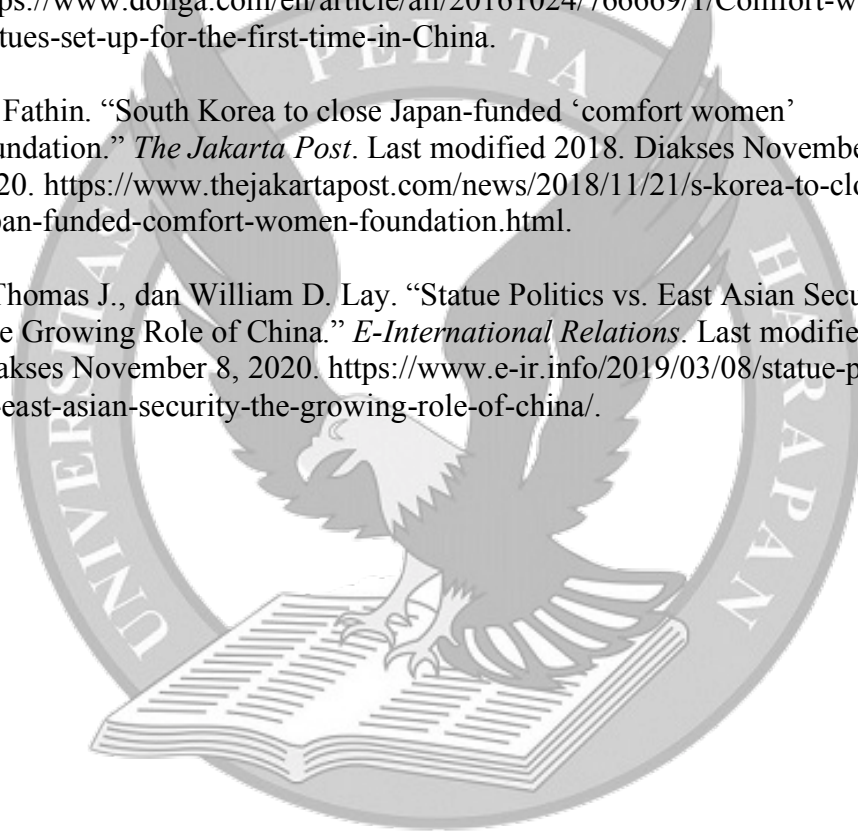 ps://www.donga.com/en/article/all/20161024/766669/1/Comfort-w
tues-set-up-for-the-first-time-in-China.
Fathin. “South Korea to close Japan-funded ‘comfort women’
undation.” The Jakarta Post. Last modified 2018. Diakses Novembe
20. https://www.thejakartapost.com/news/2018/11/21/s-korea-to-clo
pan-funded-comfort-women-foundation.html.
Thomas J., dan William D. Lay. “Statue Politics vs. East Asian Secu
e Growing Role of China.” E-International Relations. Last modifie
akses November 8, 2020. https://www.e-ir.info/2019/03/08/statue-p
-east-asian-security-the-growing-role-of-china/.
UNIVERSITAS PELITA HARAPAN